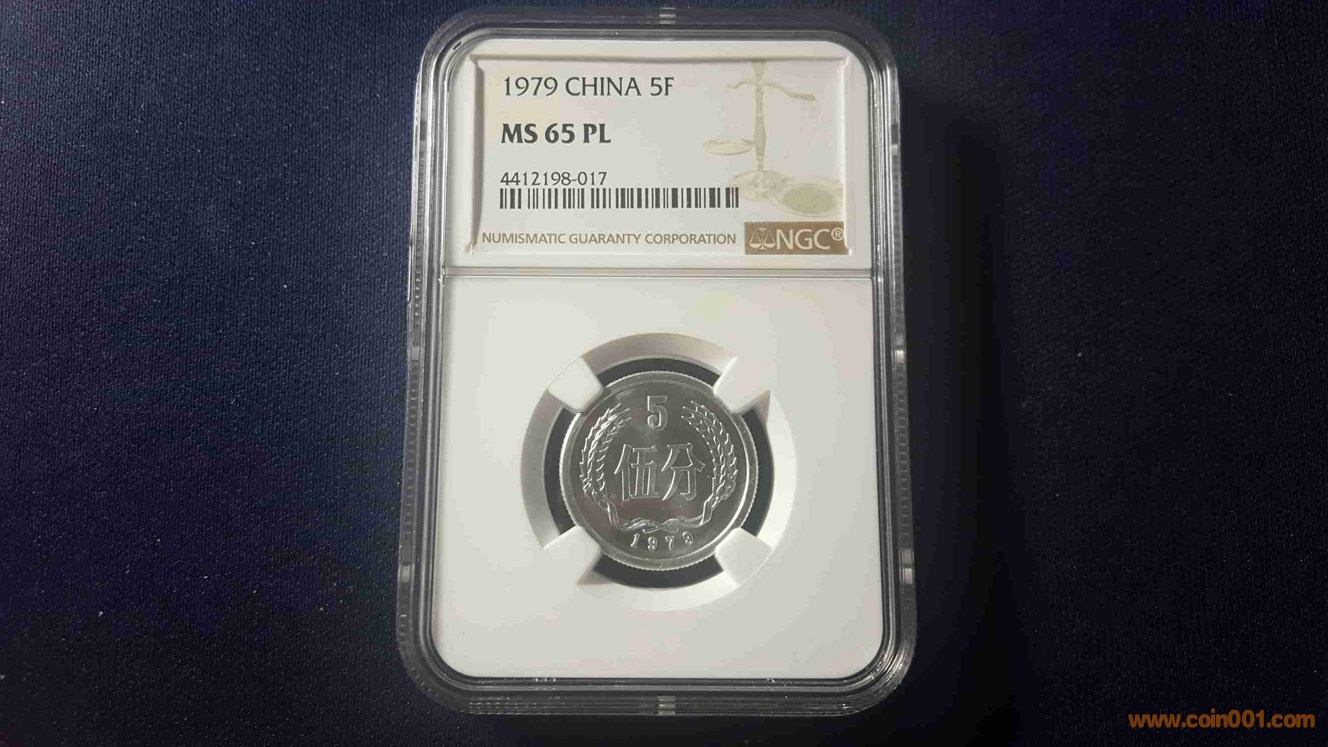 1979 CHINA 5F
MS 65 PL
4412198-017
NUMISMATIC GUARANTY CORPORATION
NGC®
5
伍分
1979
www.coin001.com